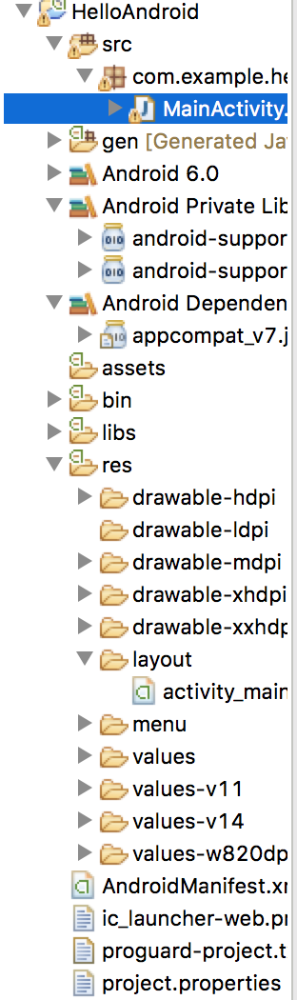 HelloAndroid
src
com.example.he
MainActivity.
gen [Generated Ja
Android 6.0
Android Private Lib
android-suppor
android-suppor
Android Dependen
appcompat_v7.j
assets
bin
libs
res
drawable-hdpi
drawable-ldpi
drawable-mdpi
drawable-xhdpi
drawable-xxhdp
layout
activity_main
menu
values
values-v11
values-v14
values-w820dp
AndroidManifest.xm
ic_launcher-web.pn
proguard-project.t
project.properties